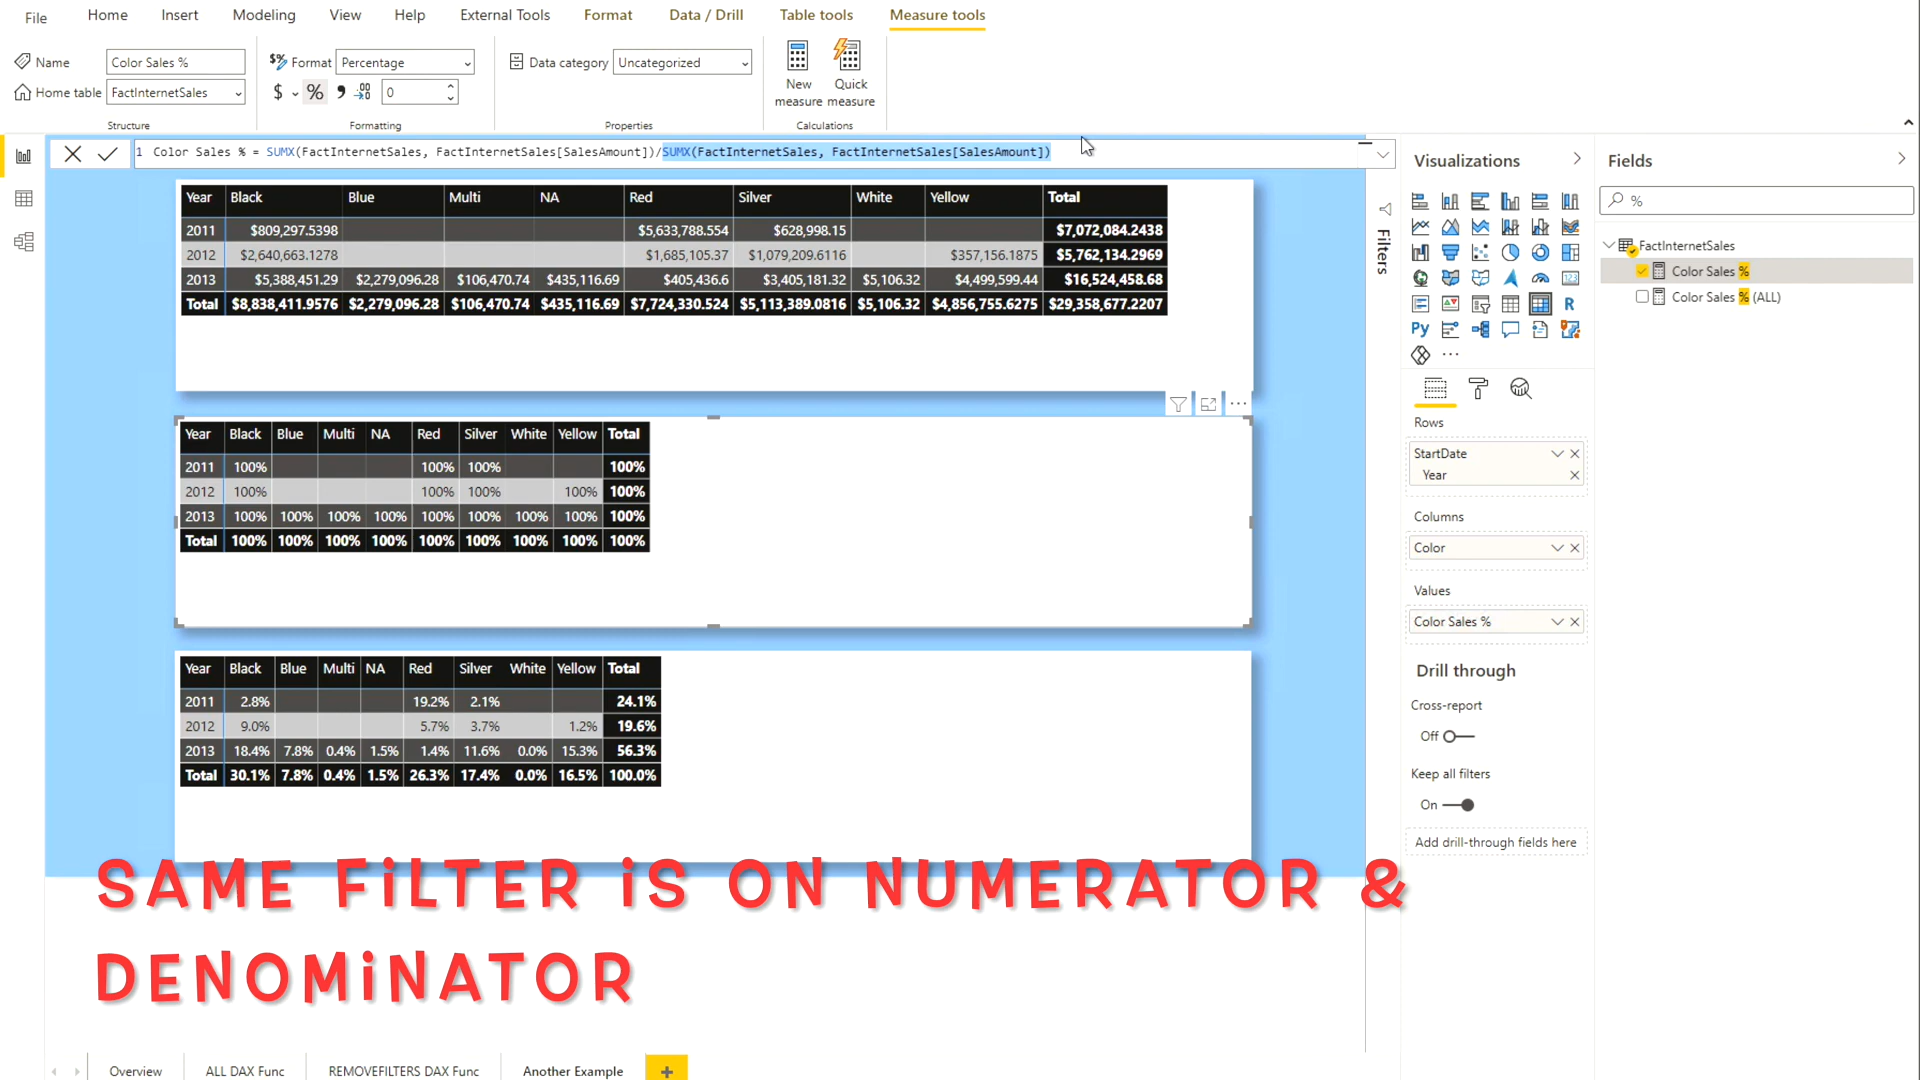 File Home Insert Modeling View Help External Tools Format Data / Drill Table tools Measure tools
Name Color Sales % Format Percentage Data category Uncategorized New measure Quick measure
Home table FactInternetSales $ % , .00 0
Structure Formatting Properties Calculations
1 Color Sales % = SUMX(FactInternetSales, FactInternetSales[SalesAmount])/SUMX(FactInternetSales, FactInternetSales[SalesAmount])
Year Black Blue Multi NA Red Silver White Yellow Total
2011 $809,297.5398 $5,633,788.554 $628,998.15 $7,072,084.2438
2012 $2,640,663.1278 $1,685,105.37 $1,079,209.6116 $357,156.1875 $5,762,134.2969
2013 $5,388,451.29 $2,279,096.28 $106,470.74 $435,116.69 $405,436.6 $3,405,181.32 $5,106.32 $4,499,599.44 $16,524,458.68
Total $8,838,411.9576 $2,279,096.28 $106,470.74 $435,116.69 $7,724,330.524 $5,113,389.0816 $5,106.32 $4,856,755.6275 $29,358,677.2207
Year Black Blue Multi NA Red Silver White Yellow Total
2011 100% 100% 100% 100%
2012 100% 100% 100% 100% 100%
2013 100% 100% 100% 100% 100% 100% 100% 100% 100%
Total 100% 100% 100% 100% 100% 100% 100% 100% 100%
Year Black Blue Multi NA Red Silver White Yellow Total
2011 2.8% 19.2% 2.1% 24.1%
2012 9.0% 5.7% 3.7% 1.2% 19.6%
2013 18.4% 7.8% 0.4% 1.5% 1.4% 11.6% 0.0% 15.3% 56.3%
Total 30.1% 7.8% 0.4% 1.5% 26.3% 17.4% 0.0% 16.5% 100.0%
SAME FiLTER iS ON NUMERATOR &
DENOMiNATOR
Filters
Visualizations
123
R
Py
Rows
StartDate
Year
Columns
Color
Values
Color Sales %
Drill through
Cross-report
Off
Keep all filters
On
Add drill-through fields here
Fields
%
FactInternetSales
Color Sales %
Color Sales % (ALL)
Overview ALL DAX Func REMOVEFILTERS DAX Func Another Example +